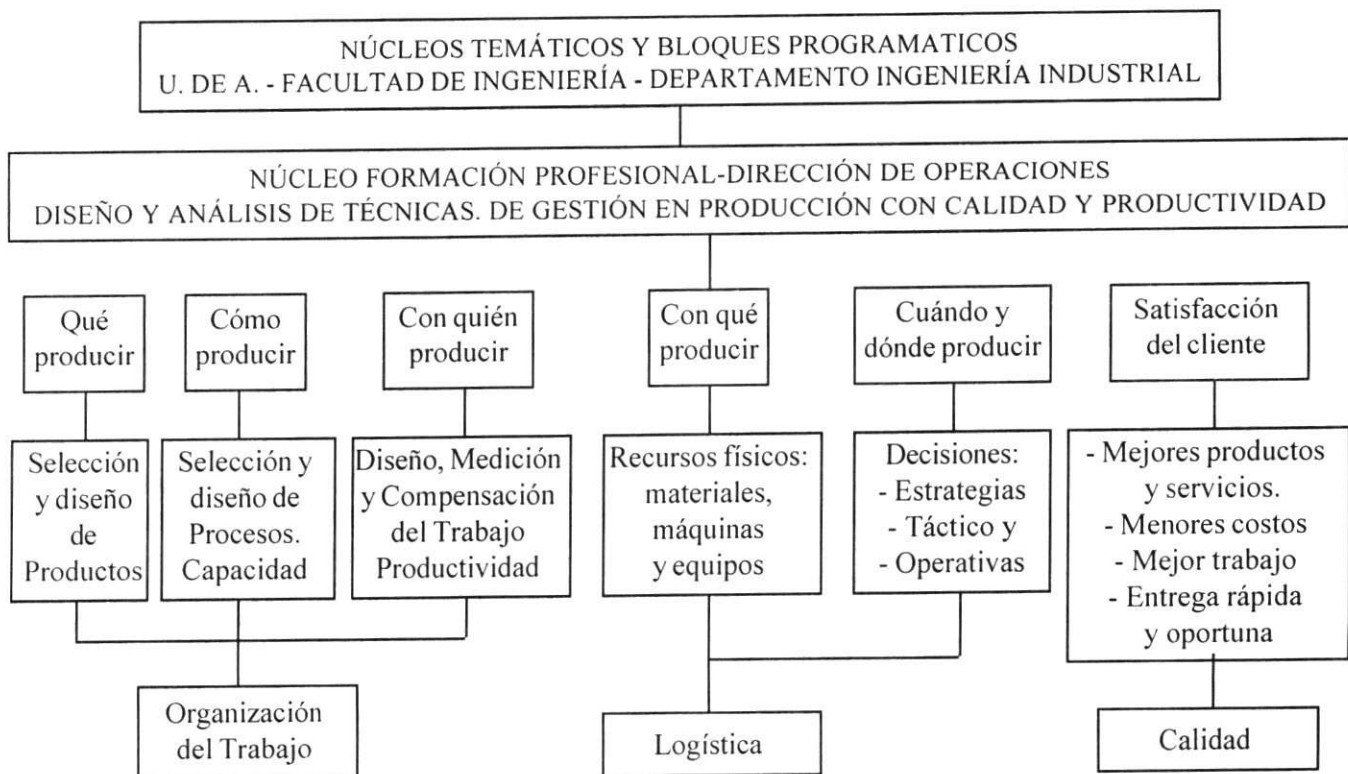 NÚCLEOS TEMÁTICOS Y BLOQUES PROGRAMATICOS
U. DE A. - FACULTAD DE INGENIERÍA - DEPARTAMENTO INGENIERÍA INDUSTRIAL
NÚCLEO FORMACIÓN PROFESIONAL-DIRECCIÓN DE OPERACIONES
DISEÑO Y ANÁLISIS DE TÉCNICAS. DE GESTIÓN EN PRODUCCIÓN CON CALIDAD Y PRODUCTIVIDAD
Qué
producir
Cómo
producir
Con quién
producir
Con qué
producir
Cuándo y
dónde producir
Satisfacción
del cliente
Selección
y diseño
de
Productos
Selección y
diseño de
Procesos.
Capacidad
Diseño, Medición
y Compensación
del Trabajo
Productividad
Recursos físicos:
materiales,
máquinas
y equipos
Decisiones:
- Estrategias
- Táctico y
- Operativas
- Mejores productos
y servicios.
- Menores costos
- Mejor trabajo
- Entrega rápida
y oportuna
Organización
del Trabajo
Logística
Calidad